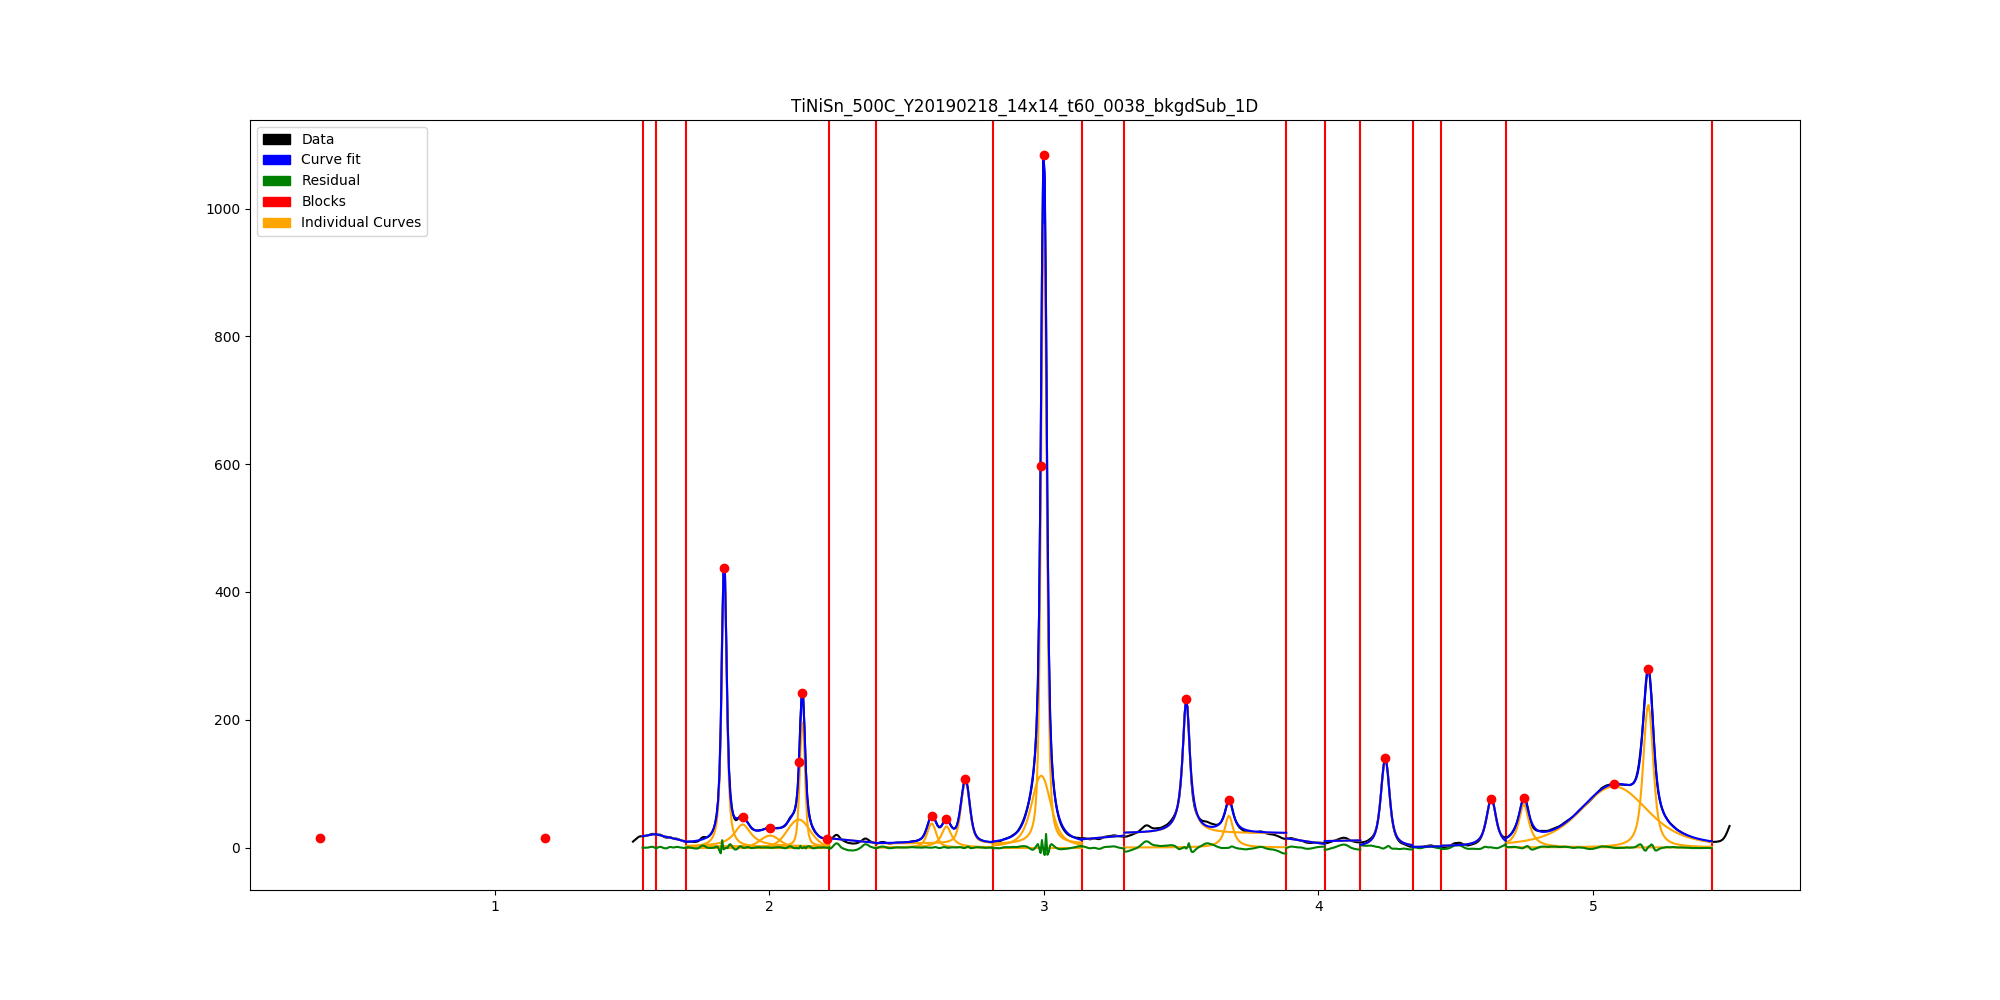 TiNiSn_500C_Y20190218_14x14_t60_0038_bkgdSub_1D
Data
Curve fit
Residual
Blocks
Individual Curves
1000
800
600
400
200
0
1 2 3 4 5